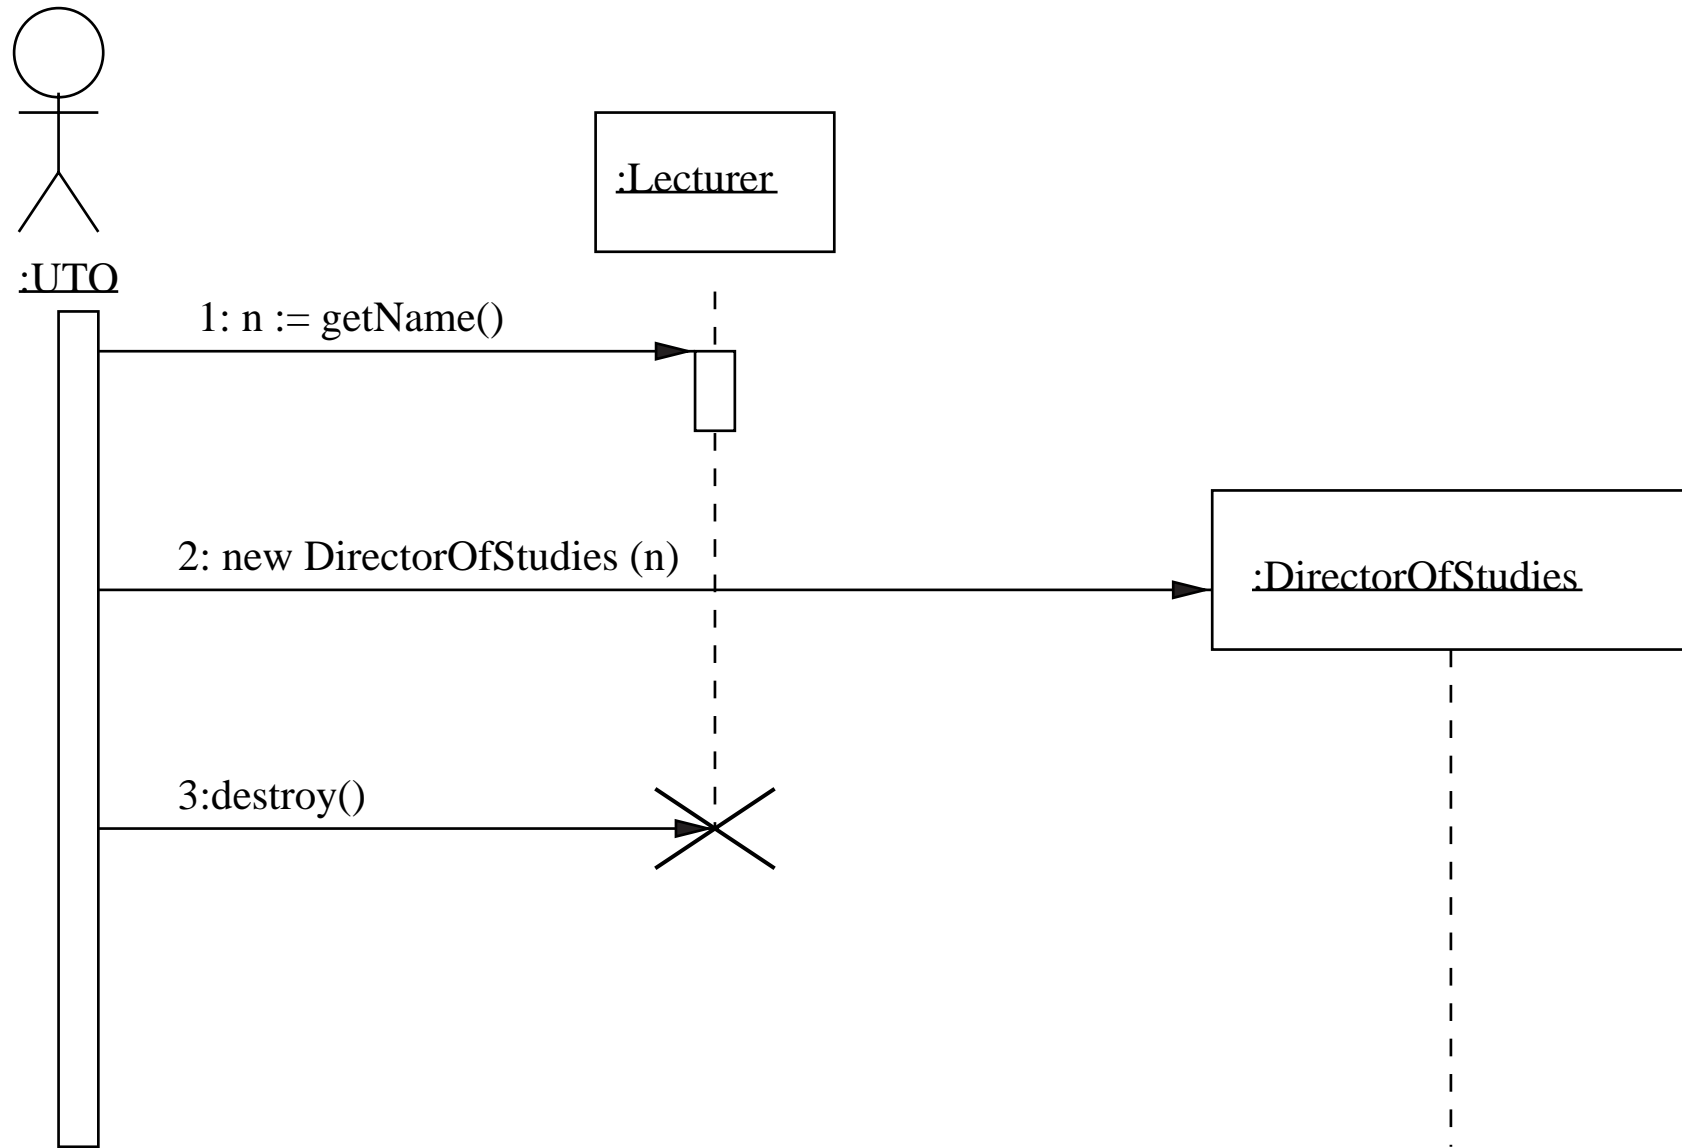 :Lecturer
:UTO
1: n := getName()
2: new DirectorOfStudies (n)
:DirectorOfStudies
3:destroy()